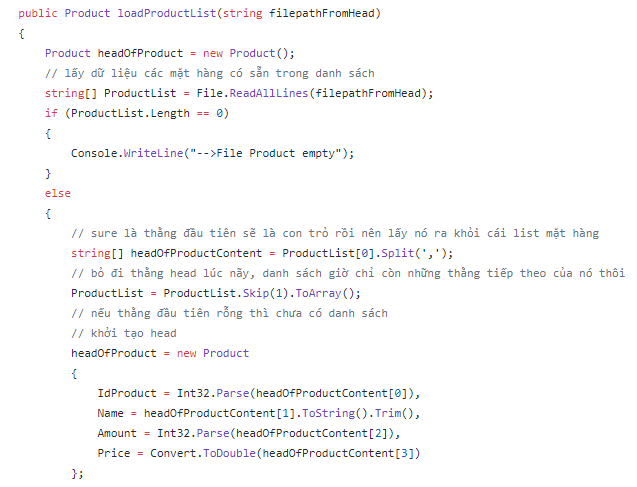 public Product loadProductList(string filepathFromHead)
{
Product headOfProduct = new Product();
// lấy dữ liệu các mặt hàng có sẵn trong danh sách
string[] ProductList = File.ReadAllLines(filepathFromHead);
if (ProductList.Length == 0)
{
Console.WriteLine("-->File Product empty");
}
else
{
// sure là thằng đầu tiên sẽ là con trỏ rồi nên lấy nó ra khỏi cái list mặt hàng
string[] headOfProductContent = ProductList[0].Split(',');
// bỏ đi thằng head lúc nãy, danh sách giờ chỉ còn những thằng tiếp theo của nó thôi
ProductList = ProductList.Skip(1).ToArray();
// nếu thằng đầu tiên rỗng thì chưa có danh sách
// khởi tạo head
headOfProduct = new Product
{
IdProduct = Int32.Parse(headOfProductContent[0]),
Name = headOfProductContent[1].ToString().Trim(),
Amount = Int32.Parse(headOfProductContent[2]),
Price = Convert.ToDouble(headOfProductContent[3])
};